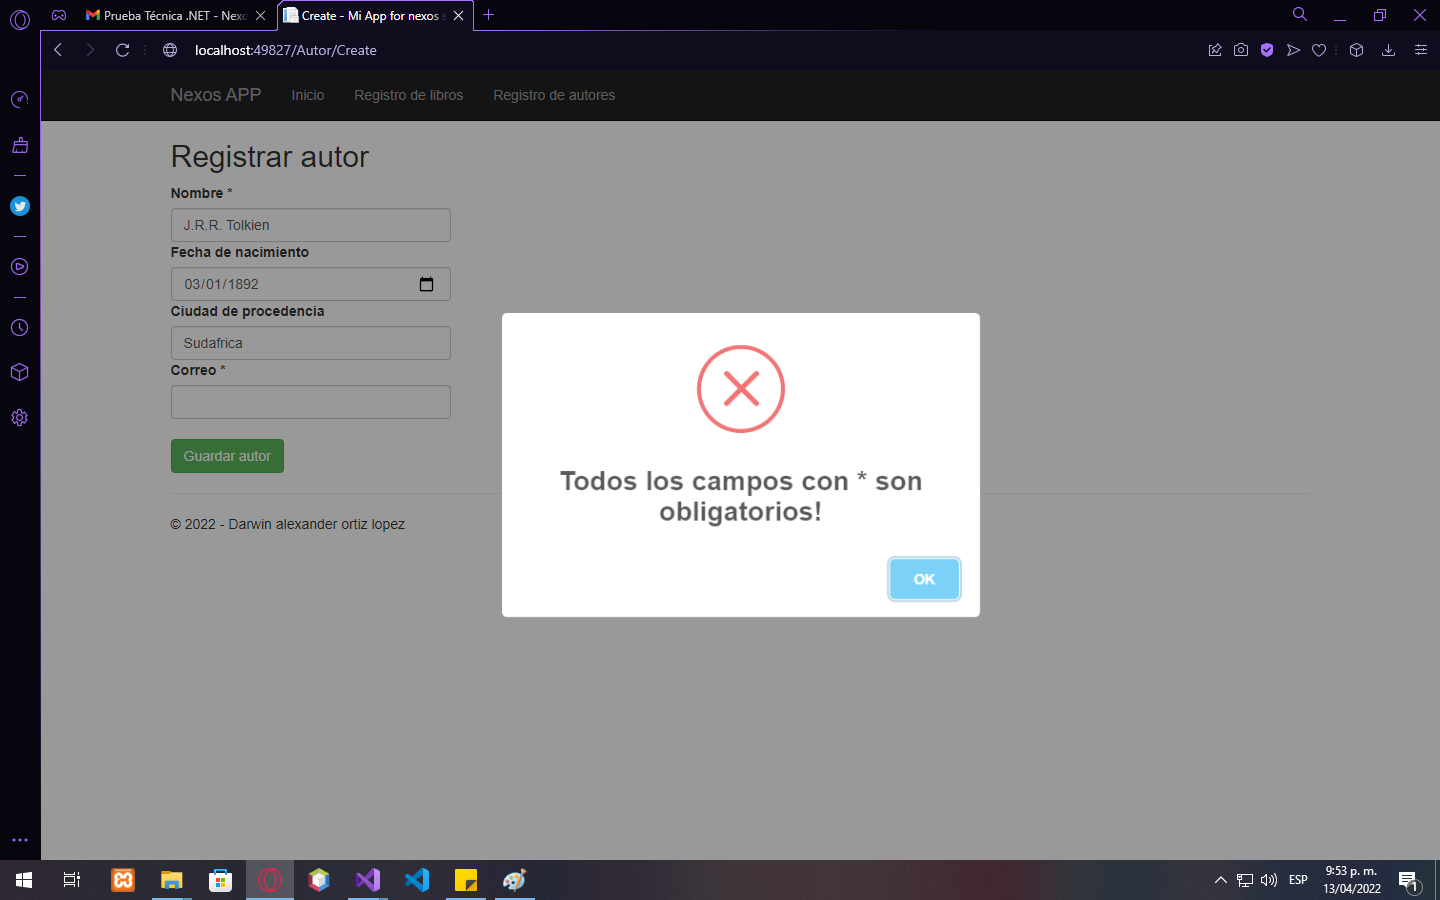 Prueba Técnica .NET - Nexo
Create - Mi App for nexos s
localhost:49827/Autor/Create
Nexos APP
Inicio
Registro de libros
Registro de autores
Registrar autor
Nombre *
J.R.R. Tolkien
Fecha de nacimiento
03/01/1892
Ciudad de procedencia
Sudafrica
Correo *
Guardar autor
© 2022 - Darwin alexander ortiz lopez
Todos los campos con * son
obligatorios!
OK
ESP
9:53 p. m.
13/04/2022
1